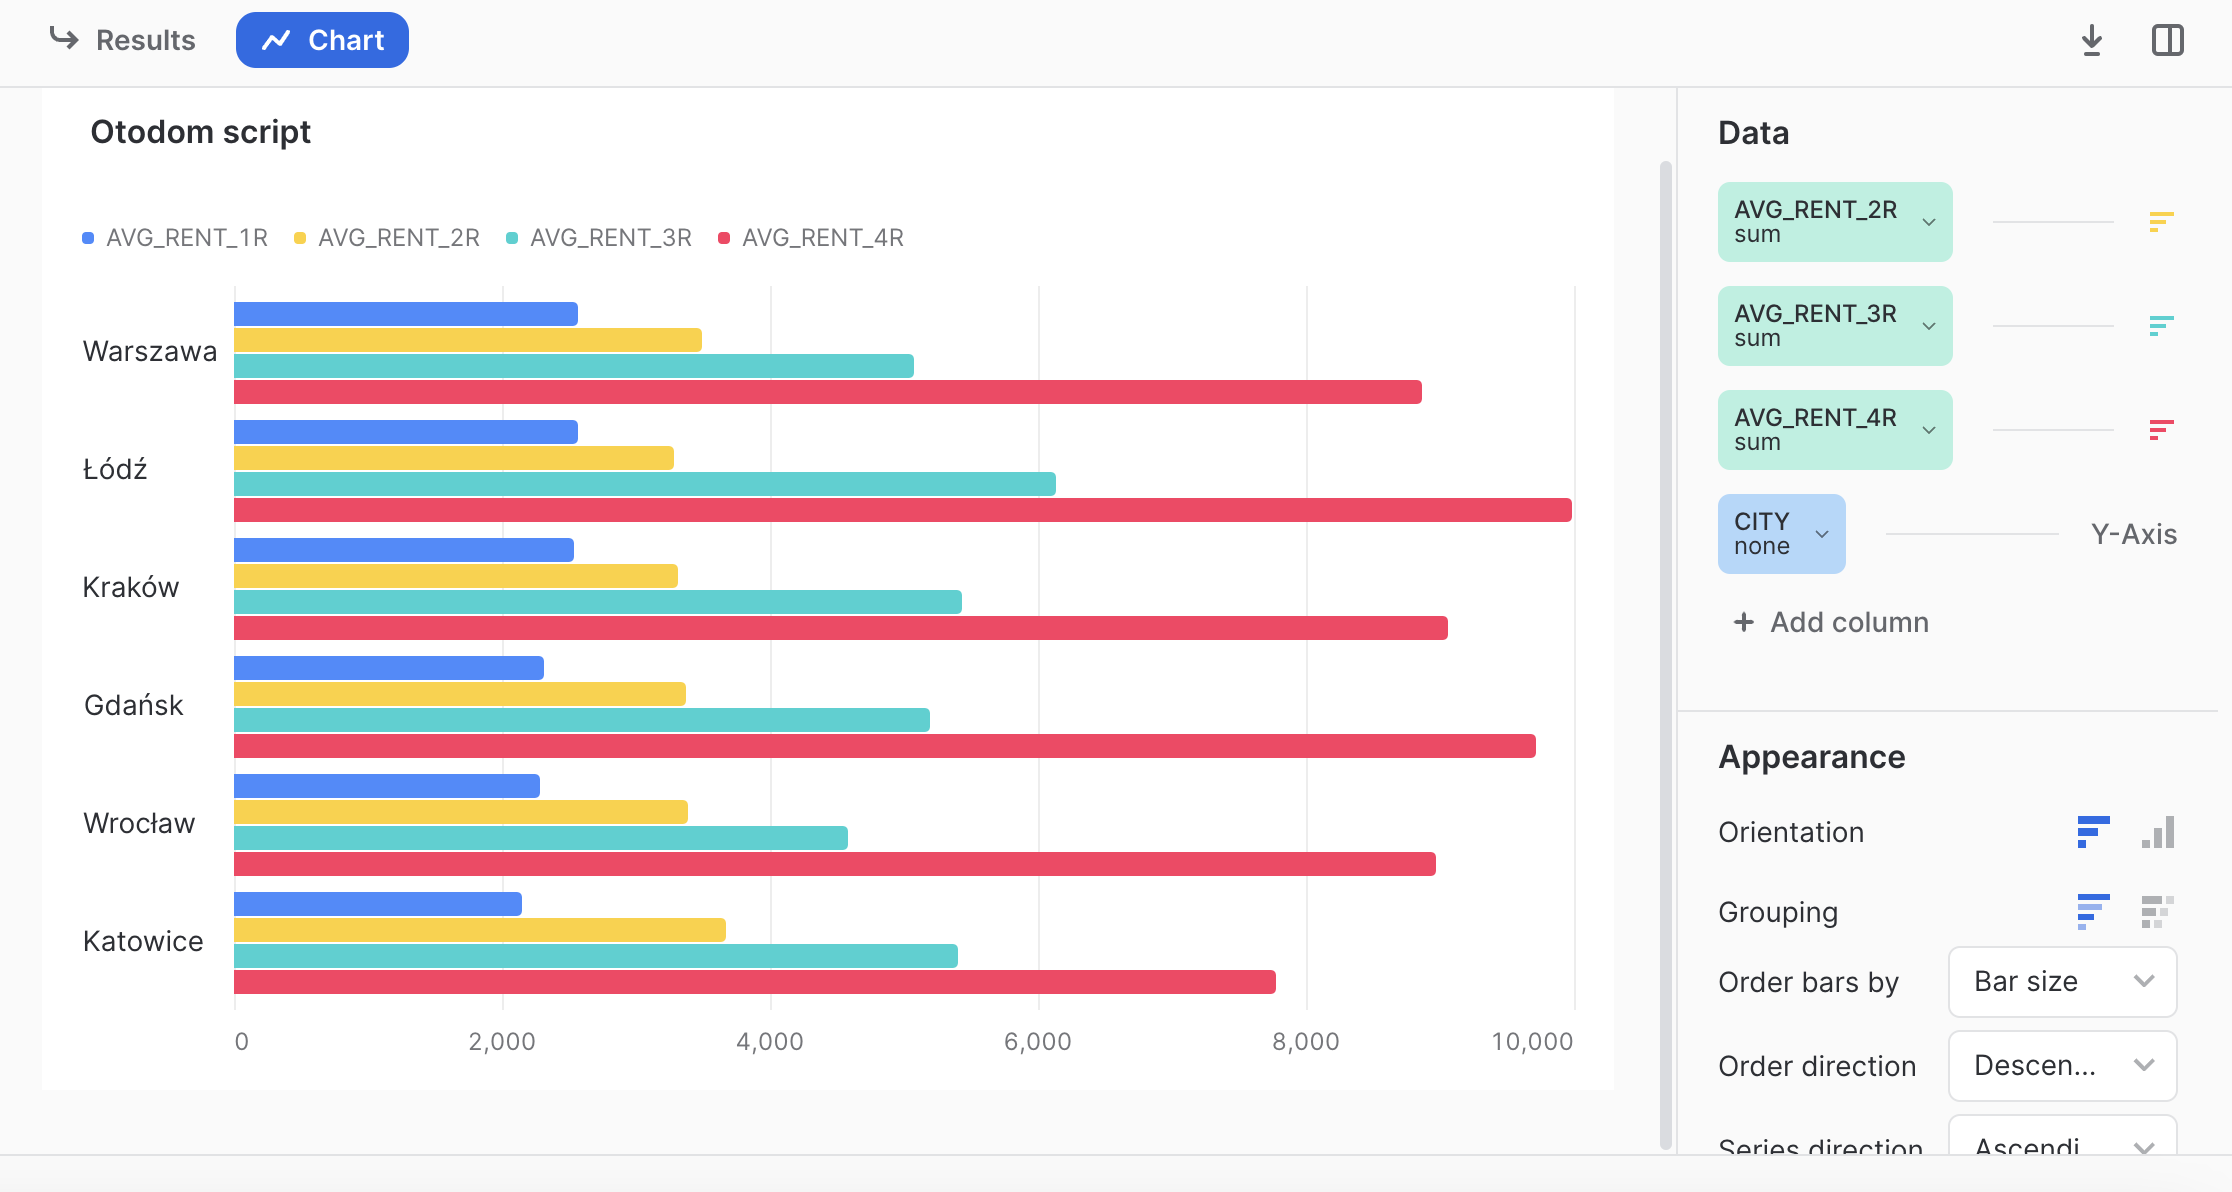 Results
Chart
Otodom script
AVG_RENT_1R AVG_RENT_2R AVG_RENT_3R AVG_RENT_4R
Warszawa
Łódź
Kraków
Gdańsk
Wrocław
Katowice
0 2,000 4,000 6,000 8,000 10,000
Data
AVG_RENT_2R
sum
AVG_RENT_3R
sum
AVG_RENT_4R
sum
CITY
none
Y-Axis
+ Add column
Appearance
Orientation
Grouping
Order bars by
Bar size
Order direction
Descen...
Series direction
Ascendi